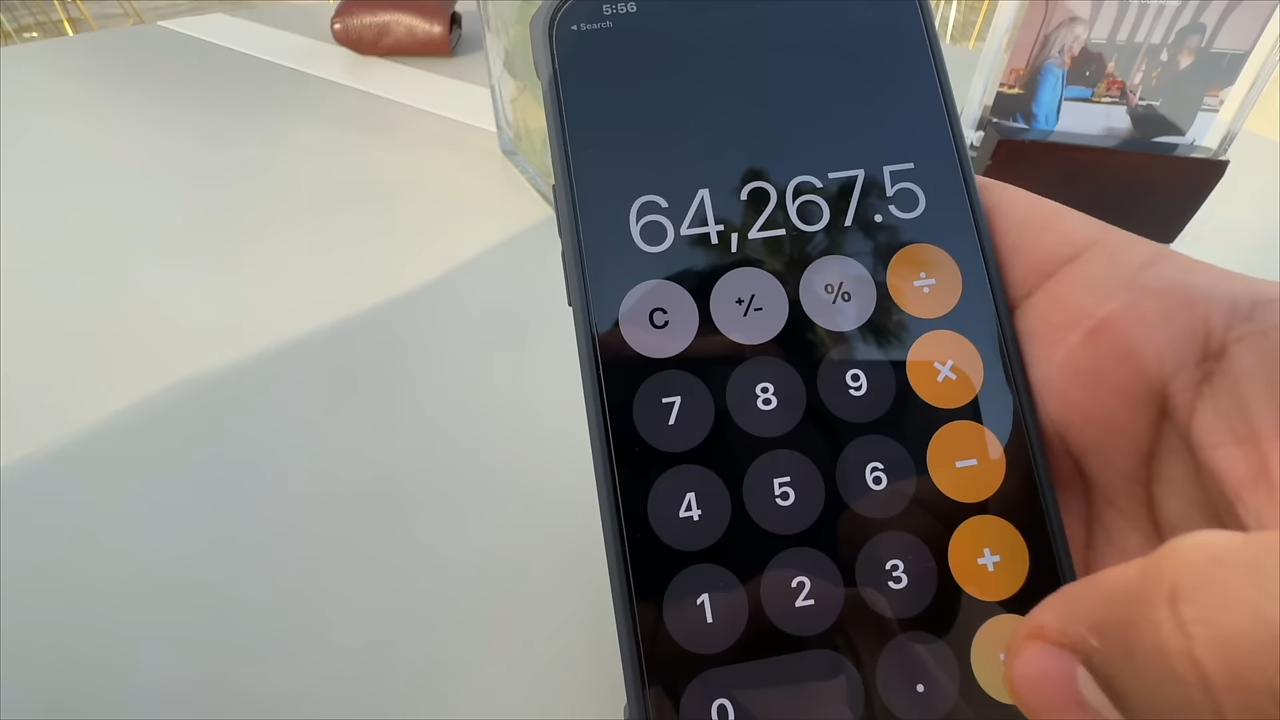 5:56
◀ Search
64,267.5
C +/- % ÷
7 8 9 ×
4 5 6 −
1 2 3 +
0 .